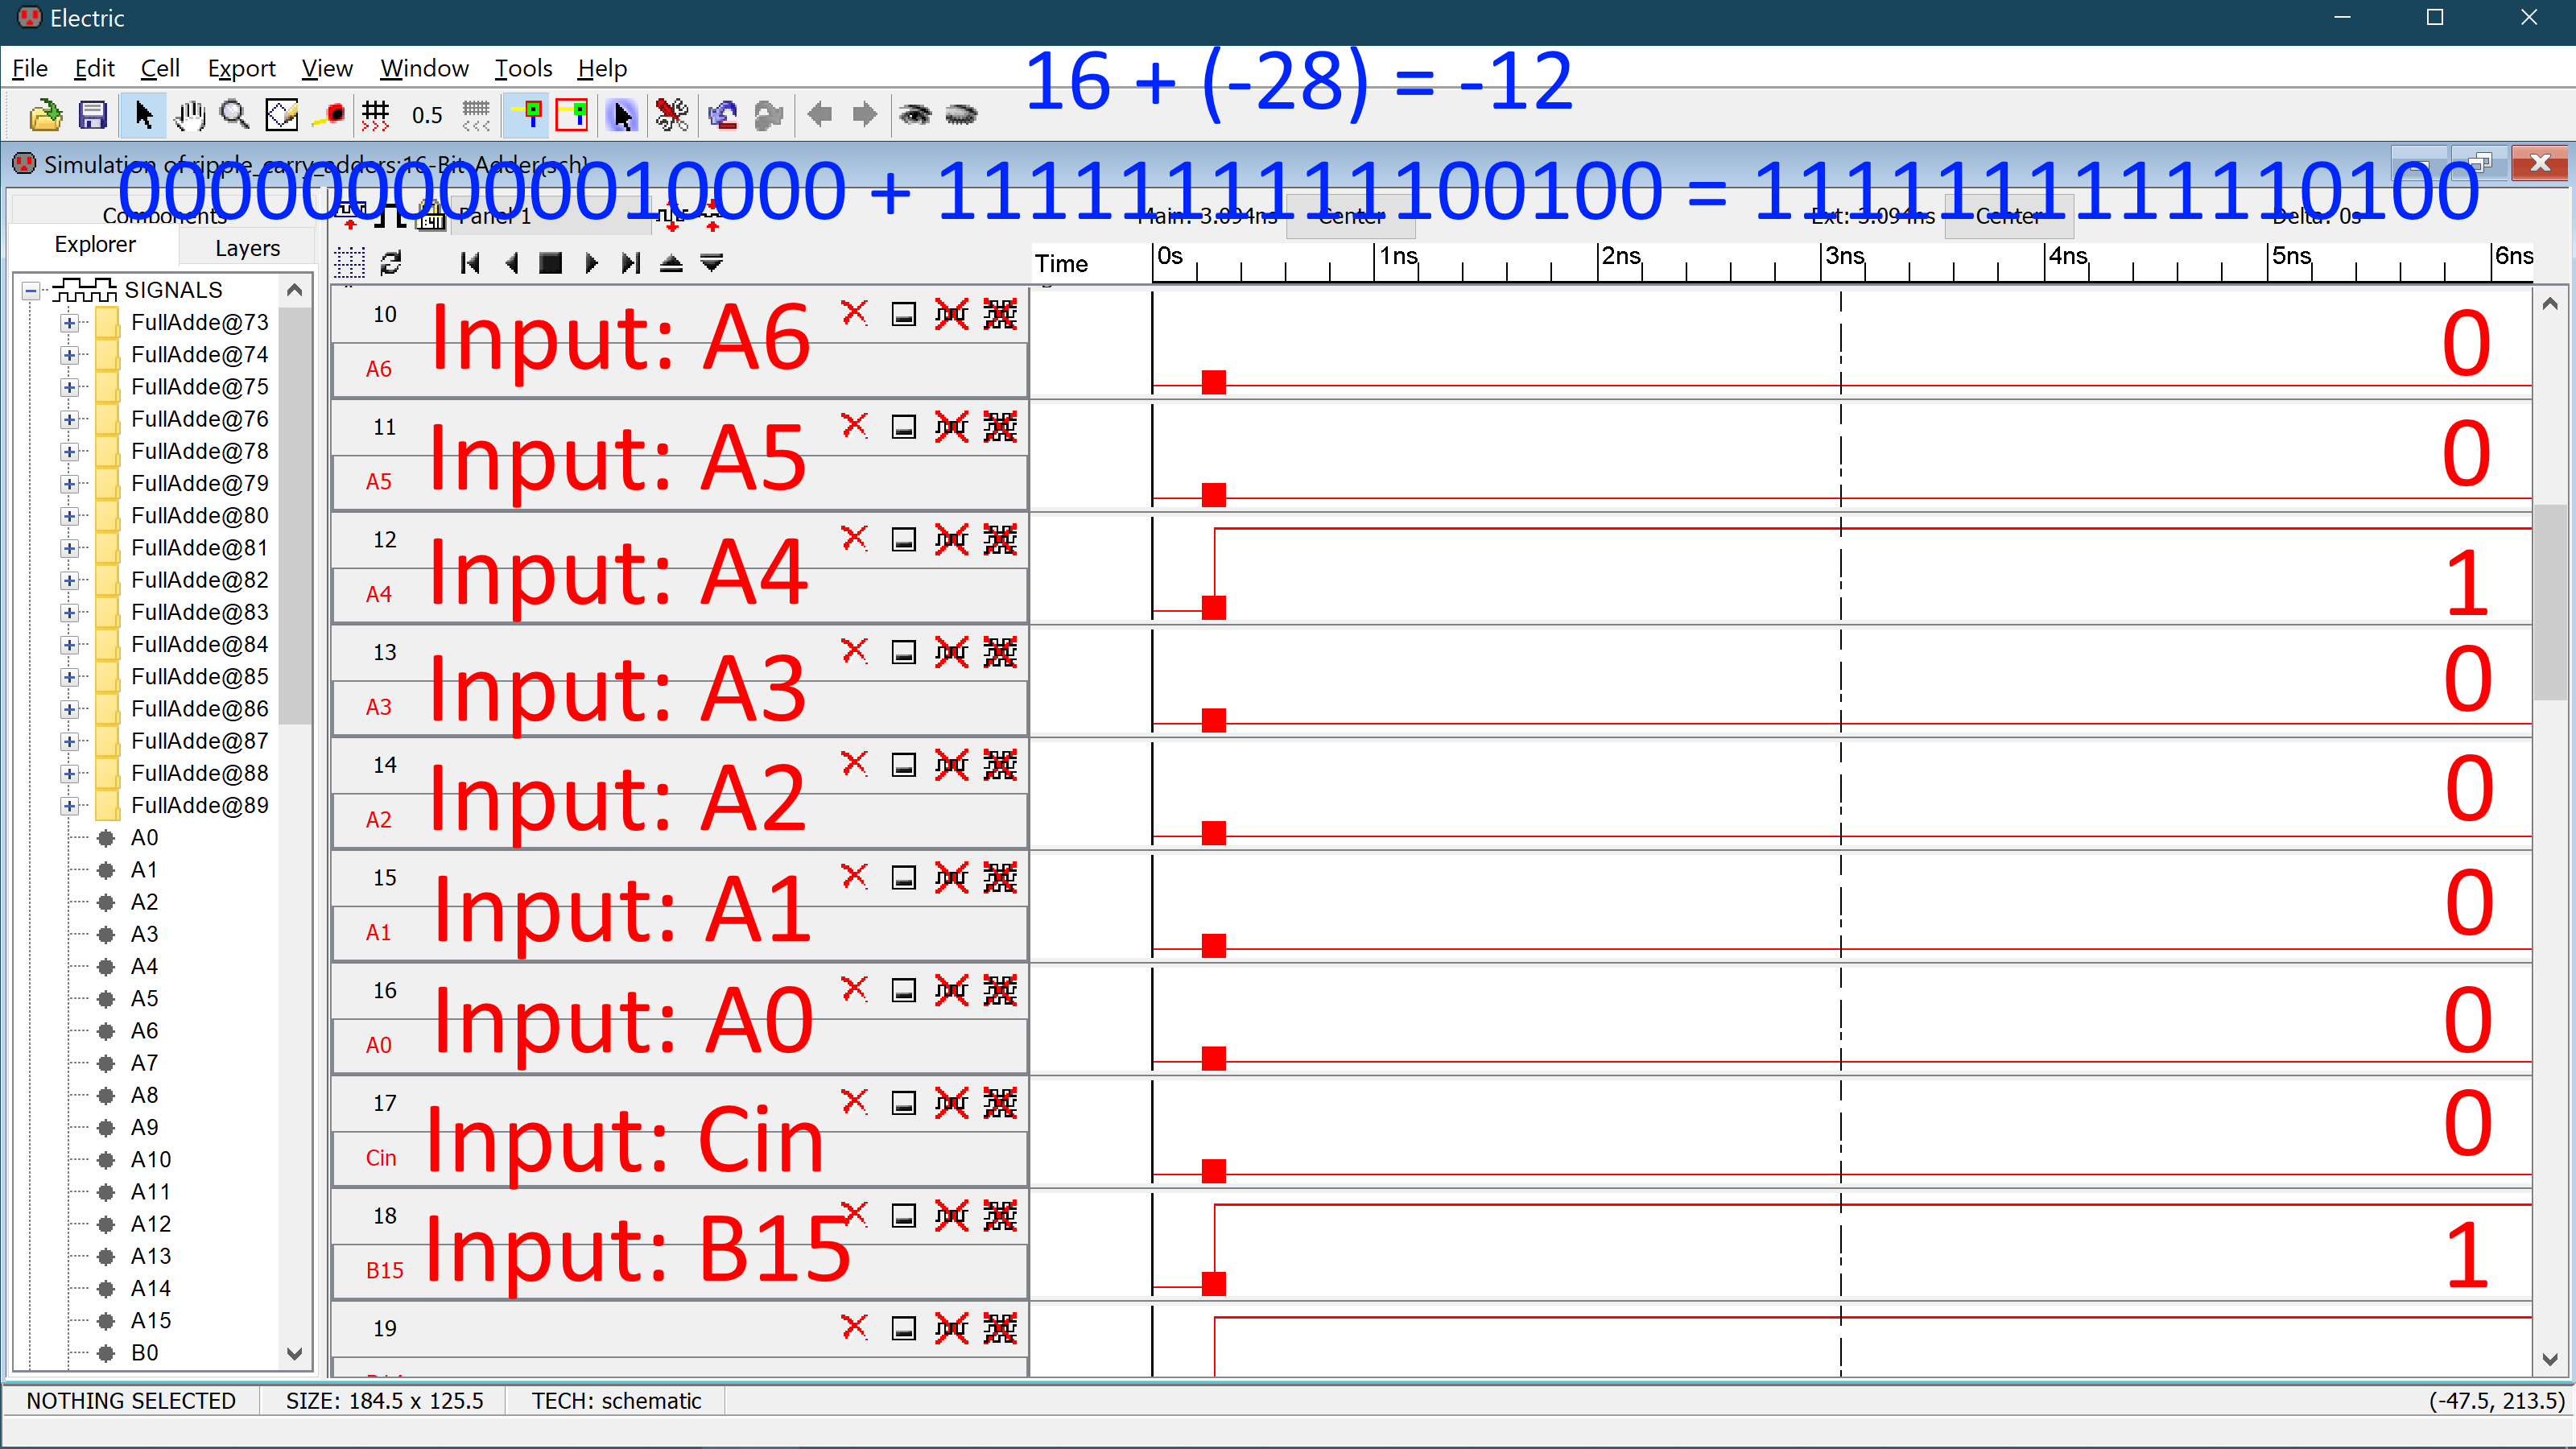 Electric
File Edit Cell Export View Window Tools Help
16 + (-28) = -12
0.5
Simulation of ripple_carry_adders:16-Bit-Adder{sch}
0000000000010000 + 1111111111100100 = 1111111111110100
Components
Panel 1
Main: 3.094ns Center Ext: 3.094ns Center Delta: 0s
Explorer Layers
Time 0s 1ns 2ns 3ns 4ns 5ns 6ns
SIGNALS
FullAdde@73
FullAdde@74
FullAdde@75
FullAdde@76
FullAdde@78
FullAdde@79
FullAdde@80
FullAdde@81
FullAdde@82
FullAdde@83
FullAdde@84
FullAdde@85
FullAdde@86
FullAdde@87
FullAdde@88
FullAdde@89
A0
A1
A2
A3
A4
A5
A6
A7
A8
A9
A10
A11
A12
A13
A14
A15
B0
10 Input: A6 0
A6
11 Input: A5 0
A5
12 Input: A4 1
A4
13 Input: A3 0
A3
14 Input: A2 0
A2
15 Input: A1 0
A1
16 Input: A0 0
A0
17 Input: Cin 0
Cin
18 Input: B15 1
B15
19
NOTHING SELECTED SIZE: 184.5 x 125.5 TECH: schematic (-47.5, 213.5)